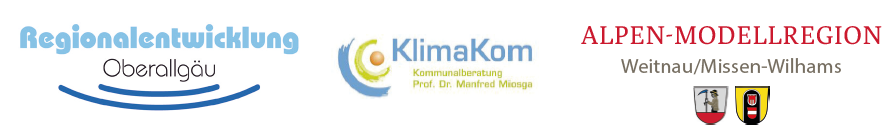 Regionalentwicklung
Oberallgäu
KlimaKom
Kommunalberatung
Prof. Dr. Manfred Miosga
ALPEN-MODELLREGION
Weitnau/Missen-Wilhams